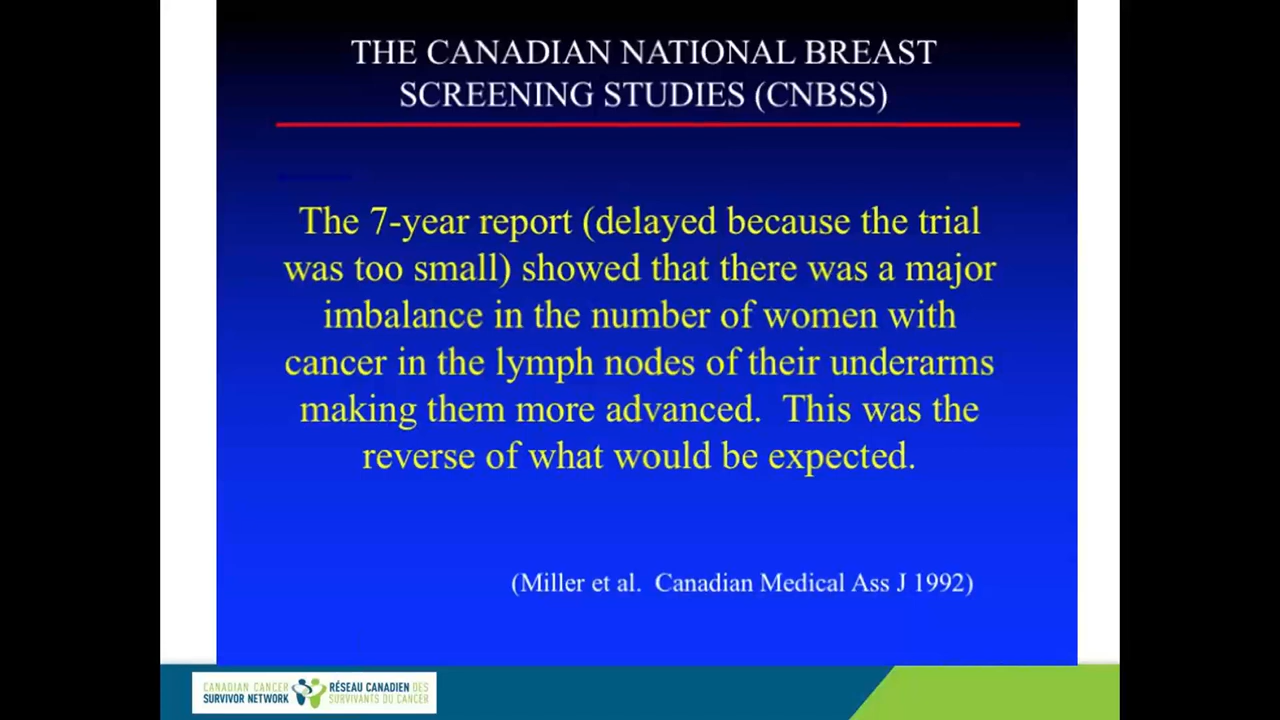 THE CANADIAN NATIONAL BREAST
SCREENING STUDIES (CNBSS)
The 7-year report (delayed because the trial
was too small) showed that there was a major
imbalance in the number of women with
cancer in the lymph nodes of their underarms
making them more advanced.  This was the
reverse of what would be expected.
(Miller et al.  Canadian Medical Ass J 1992)
CANADIAN CANCER
SURVIVOR NETWORK
RÉSEAU CANADIEN DES
SURVIVANTS DU CANCER